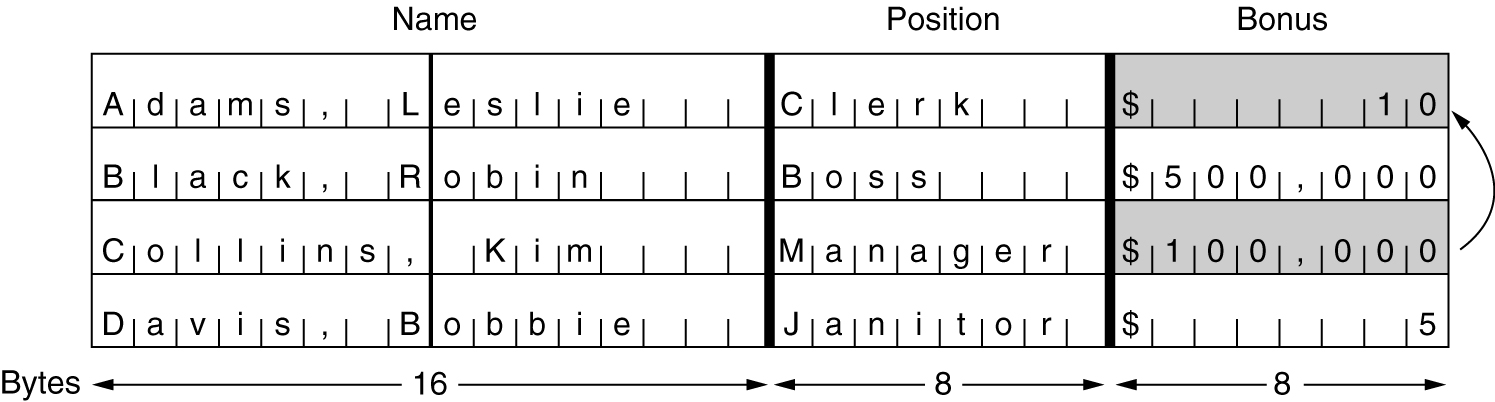 Name Position Bonus
Adams, Leslie Clerk $ 10
Black, Robin Boss $500,000
Collins, Kim Manager $100,000
Davis, Bobbie Janitor $ 5
Bytes 16 8 8